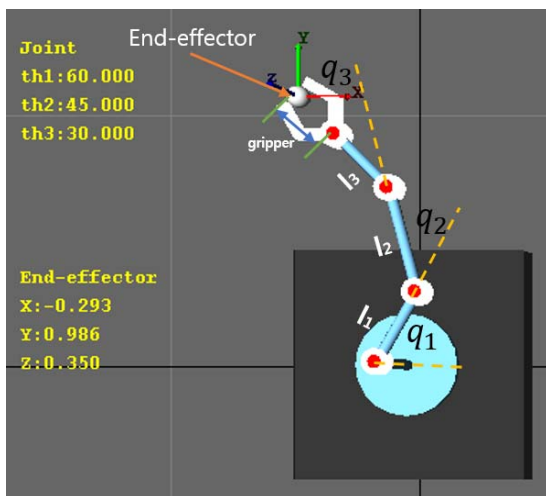 Joint
th1:60.000
th2:45.000
th3:30.000
End-effector
Y
Z
X
q3
gripper
l3
q2
l2
End-effector
X:-0.293
Y:0.986
Z:0.350
l1
q1